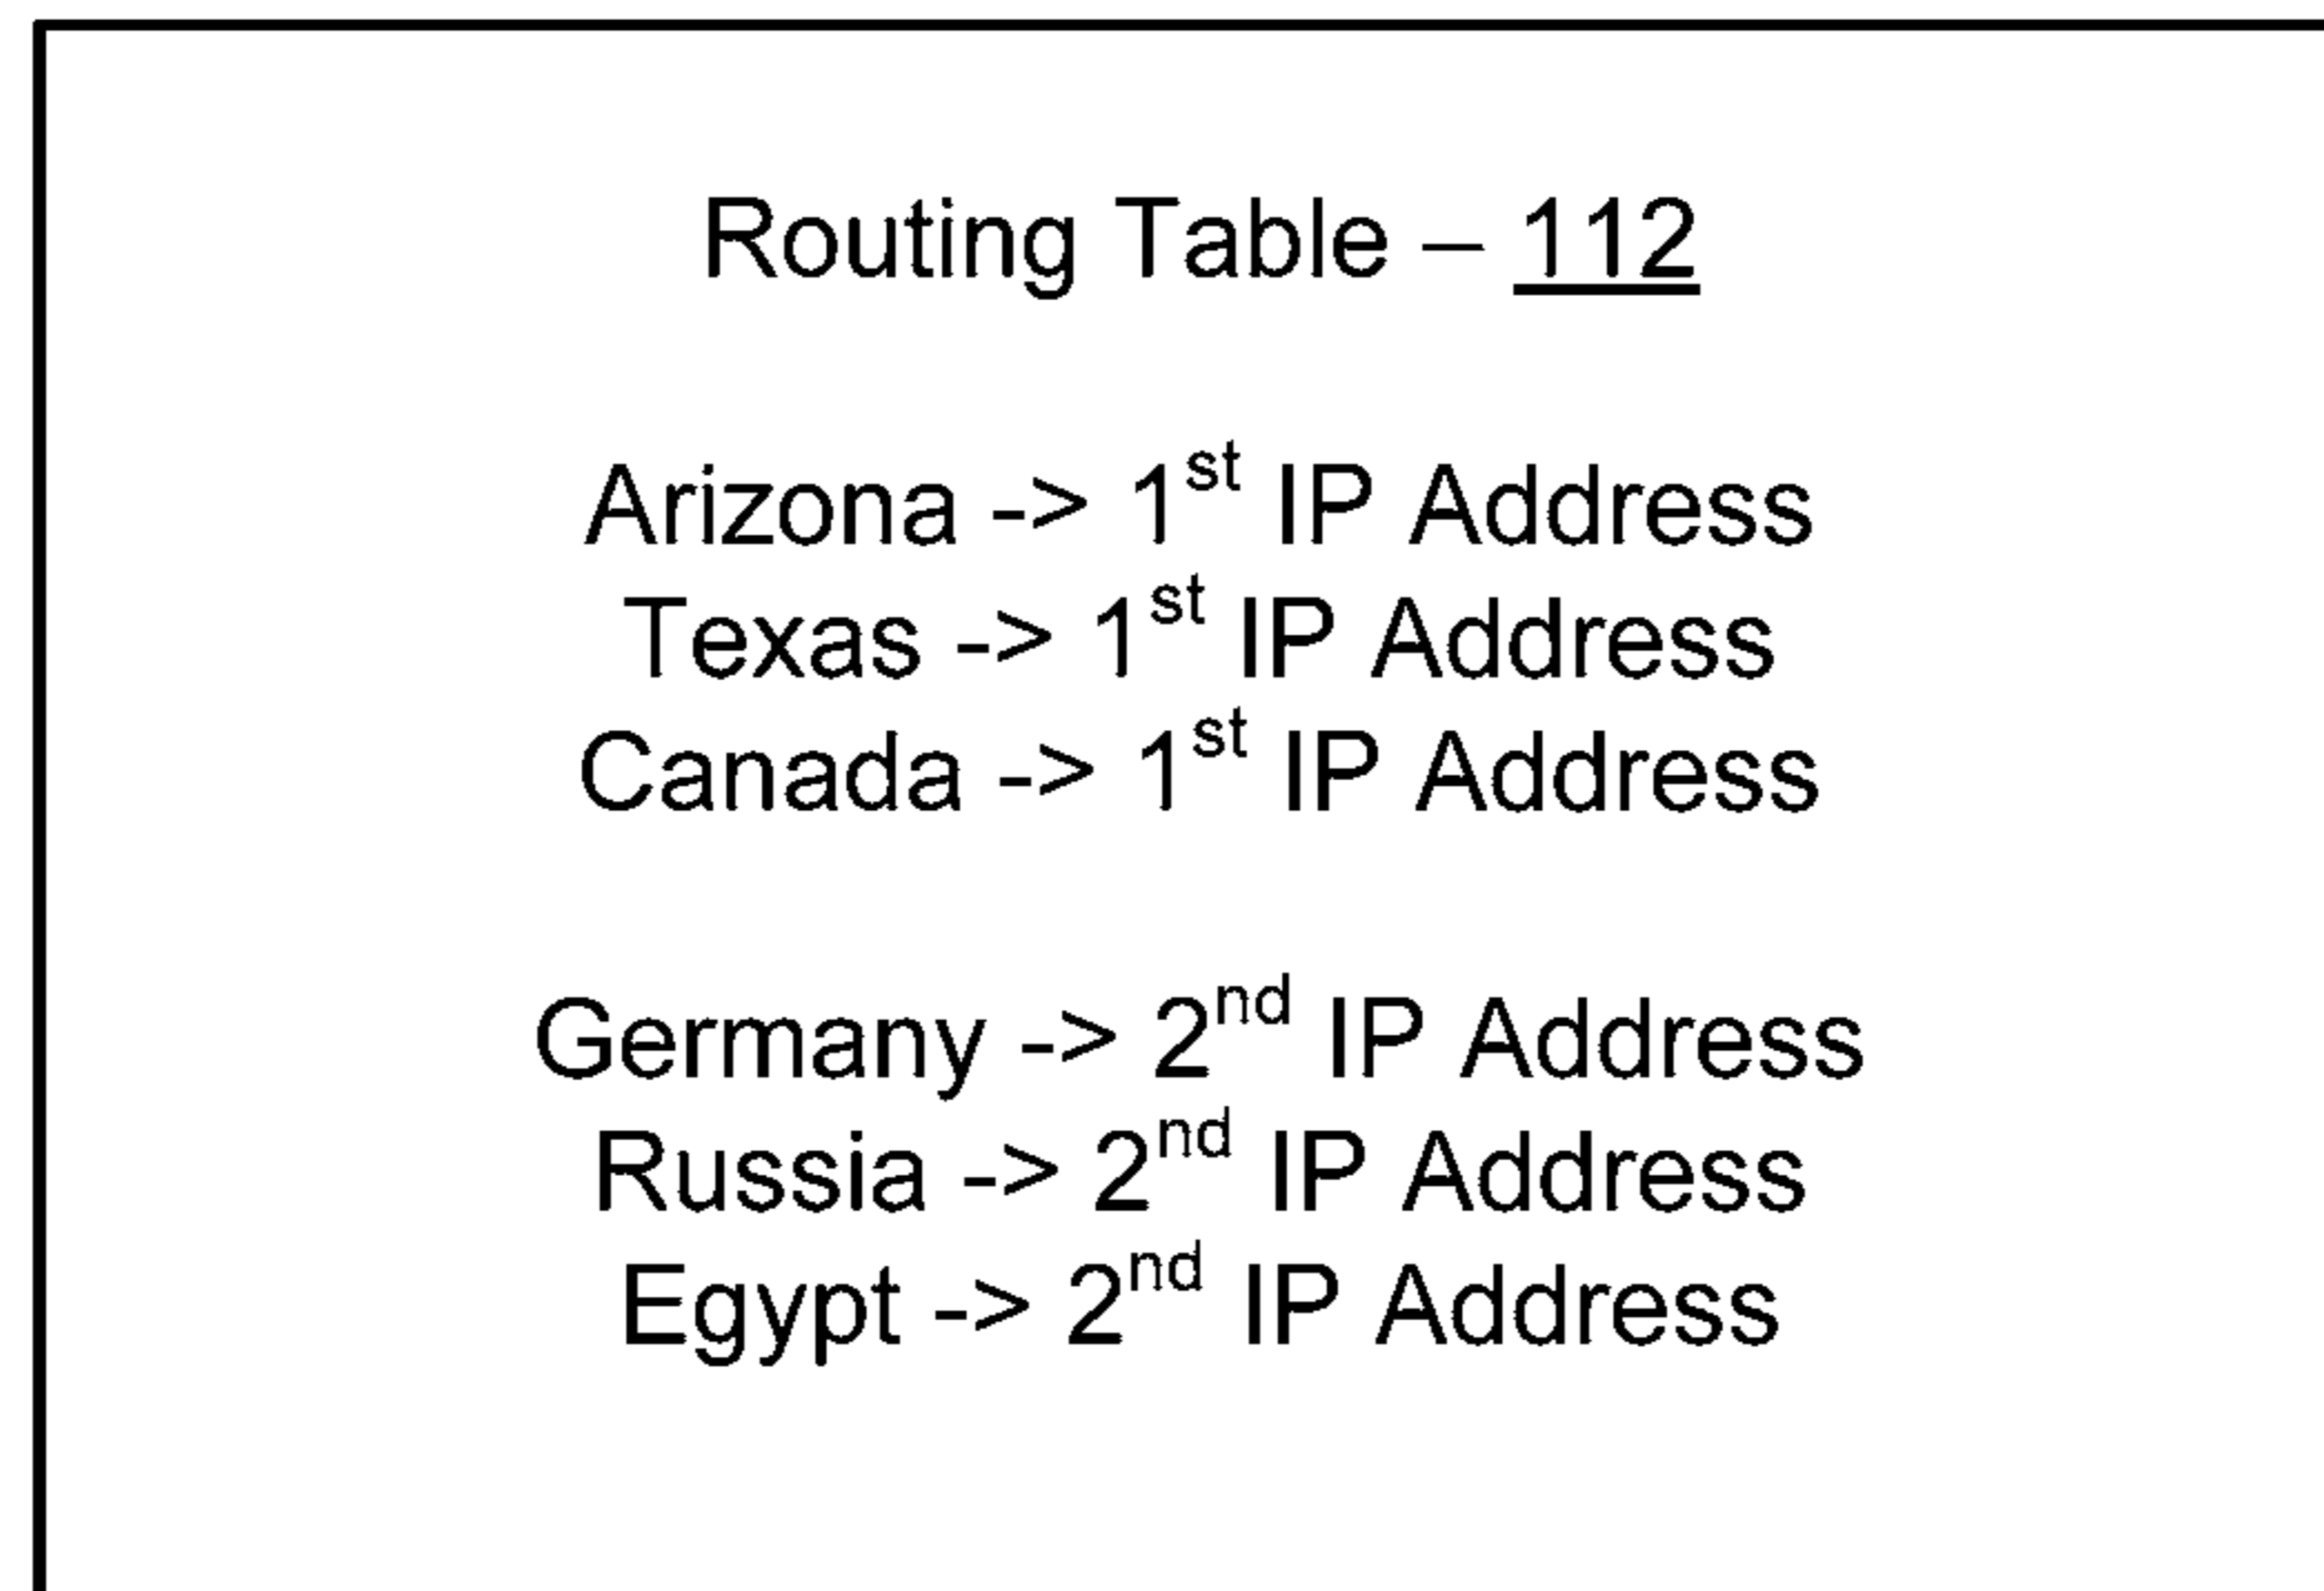 Routing Table – 112
Arizona -> 1st IP Address
Texas -> 1st IP Address
Canada -> 1st IP Address
Germany -> 2nd IP Address
Russia -> 2nd IP Address
Egypt -> 2nd IP Address